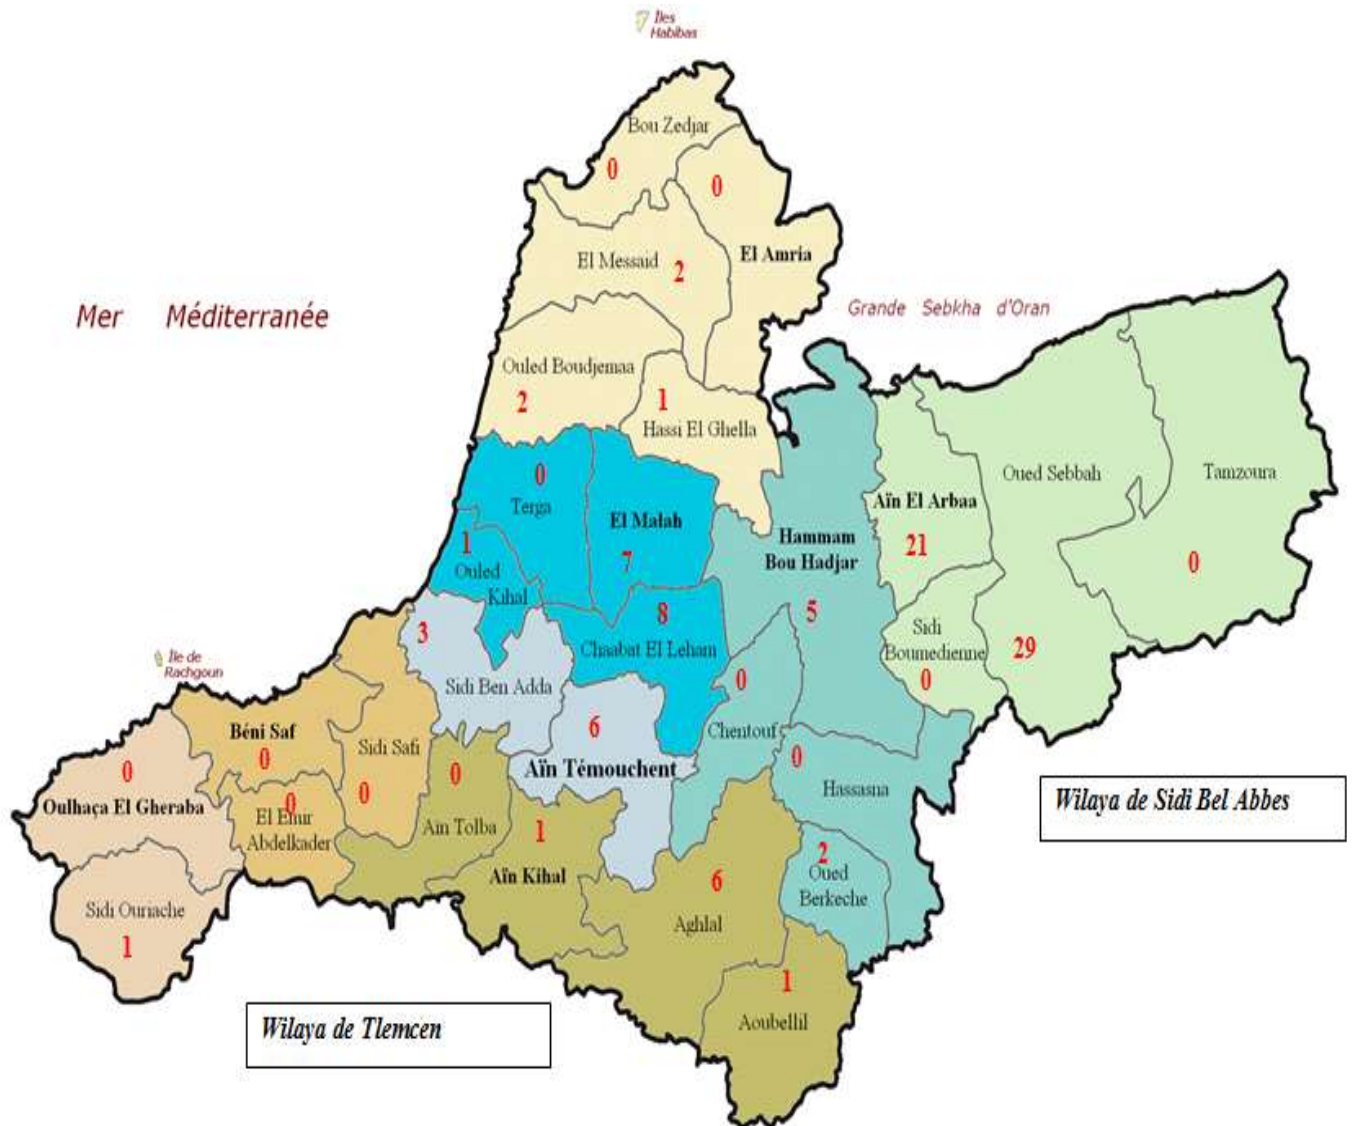 Îles
Habibas
Bou Zedjar
0
0
El Amria
El Messaid
2
Mer Méditerranée
Grande Sebkha d'Oran
Ouled Boudjemaa
2
1
Hassi El Ghella
0
Terga
El Malah
7
Hammam
Bou Hadjar
5
Aïn El Arbaa
21
Oued Sebbah
29
Tamzoura
0
1
Ouled
Kihal
8
Chaabat El Leham
Sidi
Boumedienne
0
3
Sidi Ben Adda
Île de
Rachgoun
6
Aïn Témouchent
0
Chentouf
0
Hassasna
Béni Saf
0
Sidi Safi
0
0
Oulhaça El Gheraba
0
El Emir
Abdelkader
0
Ain Tolba
1
Aïn Kihal
6
Aghlal
2
Oued
Berkeche
Sidi Ouriache
1
1
Aoubellil
Wilaya de Sidi Bel Abbes
Wilaya de Tlemcen